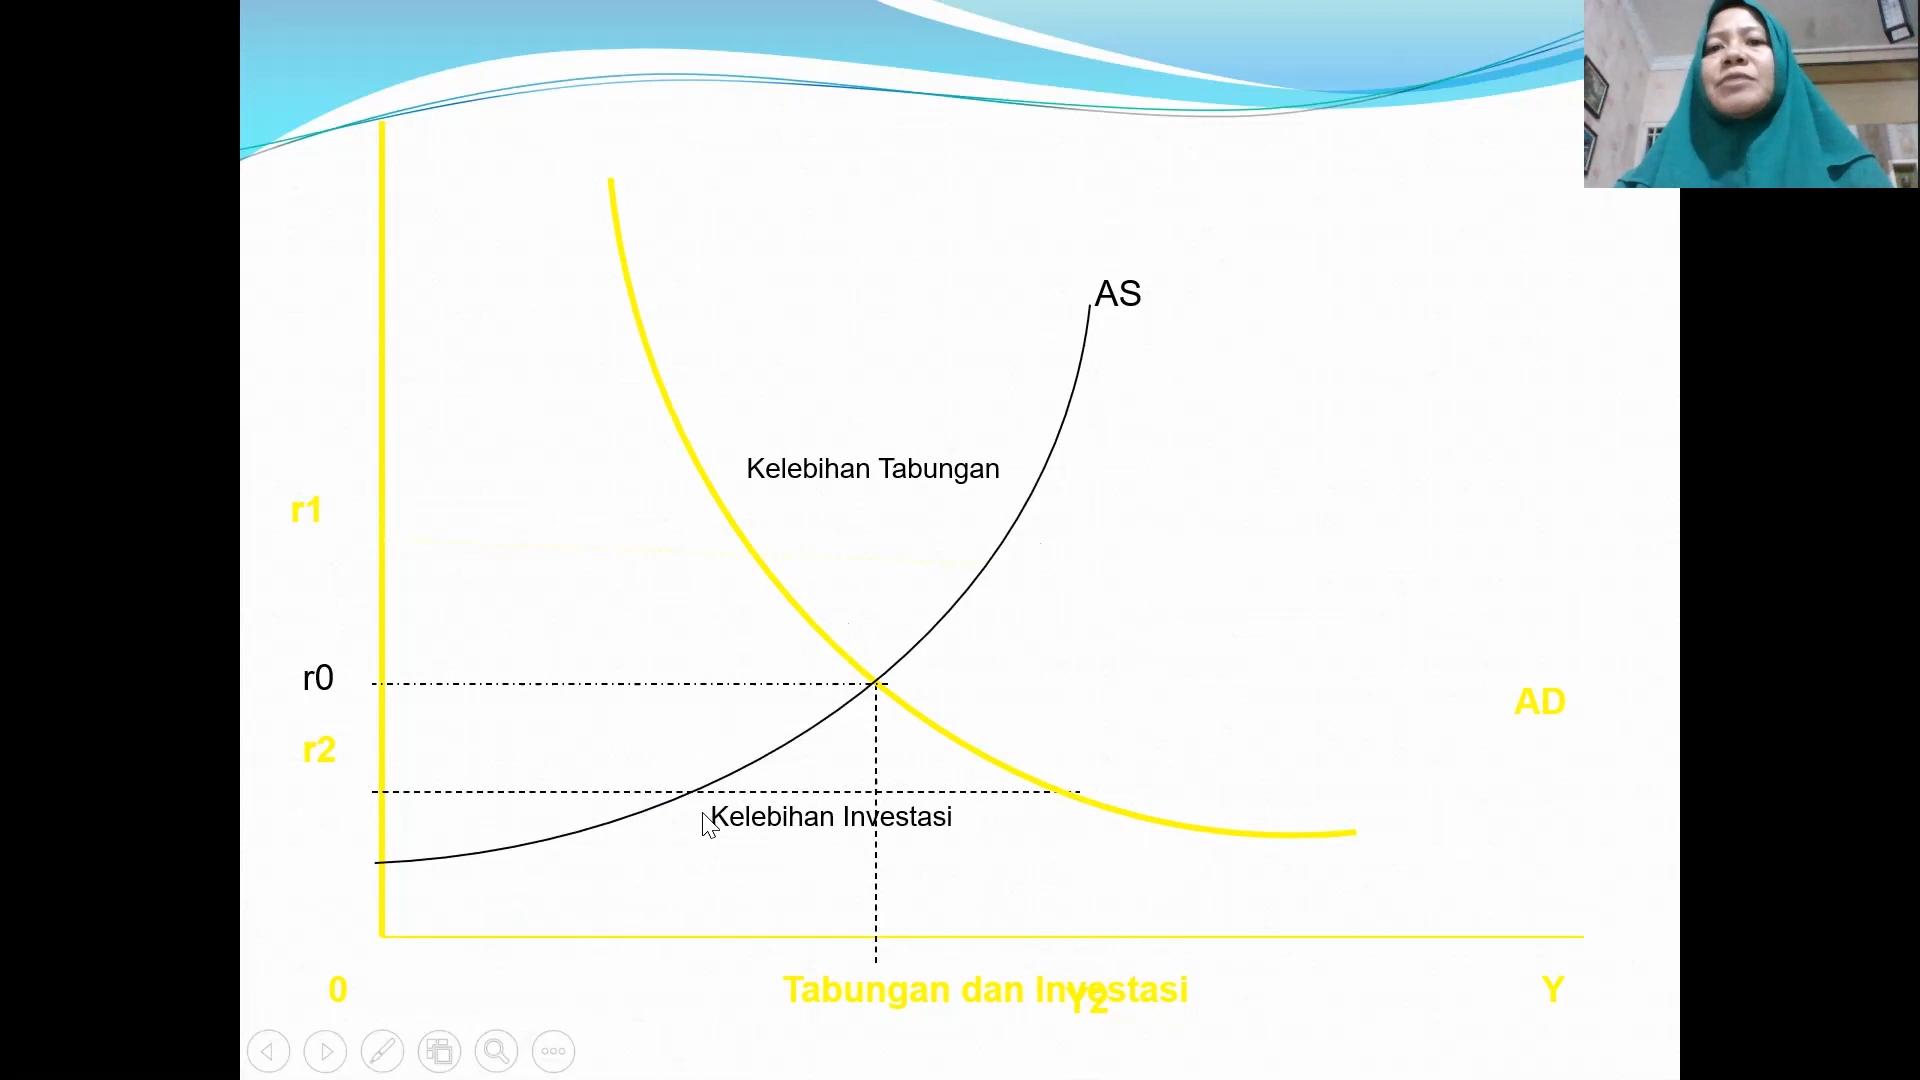 AS
Kelebihan Tabungan
r1
r0
AD
r2
Kelebihan Investasi
0
Tabungan dan Investasi
Y2
Y